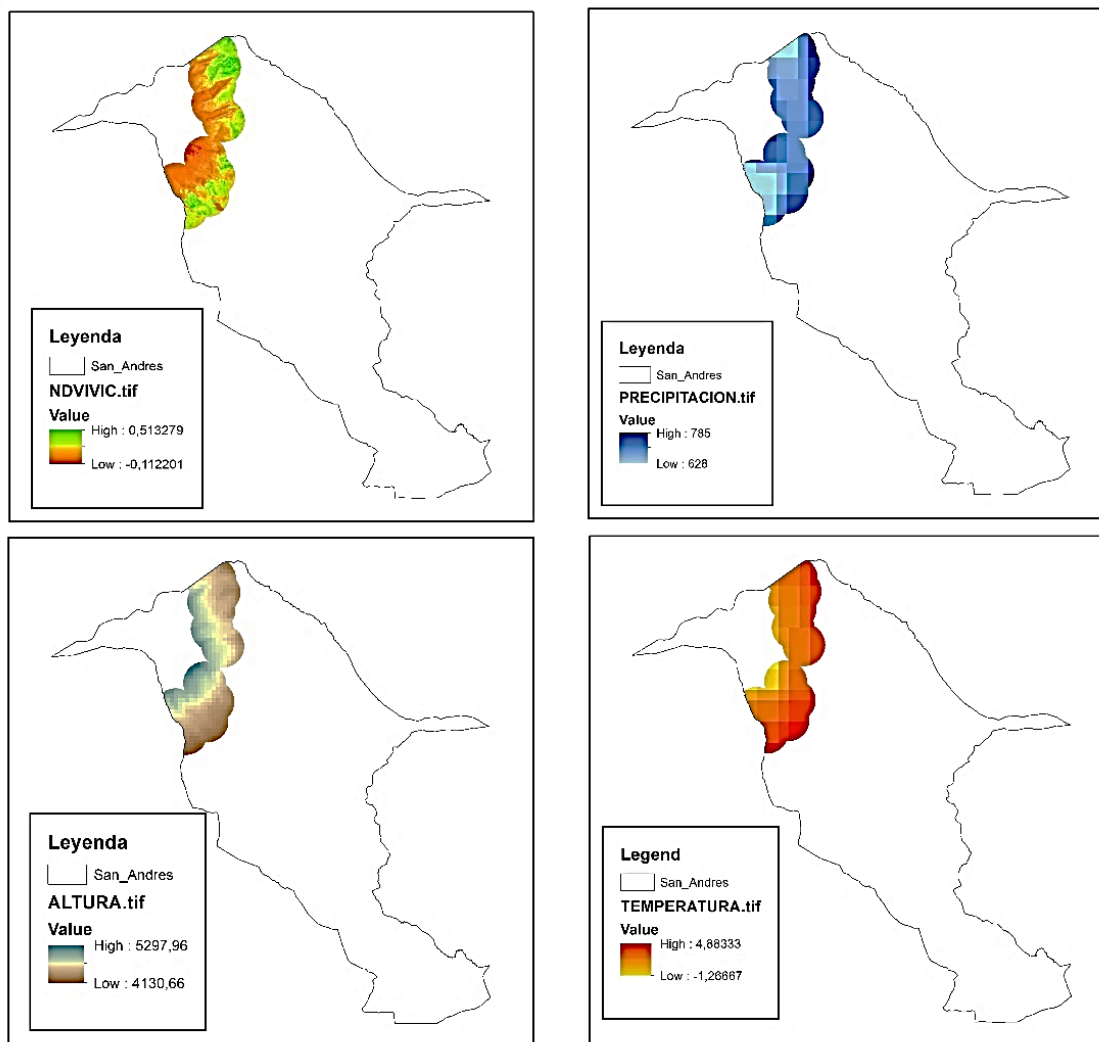 Leyenda
San_Andres
NDVIVIC.tif
Value
High : 0,513279
Low : -0,112201
Leyenda
San_Andres
PRECIPITACION.tif
Value
High : 785
Low : 628
Leyenda
San_Andres
ALTURA.tif
Value
High : 5297,96
Low : 4130,66
Legend
San_Andres
TEMPERATURA.tif
Value
High : 4,88333
Low : -1,26667